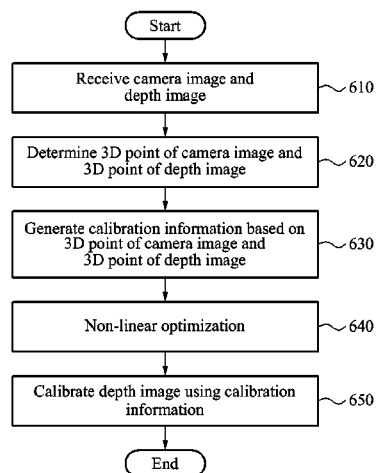 Start
Receive camera image and
depth image
610
Determine 3D point of camera image and
3D point of depth image
620
Generate calibration information based on
3D point of camera image and
3D point of depth image
630
Non-linear optimization
640
Calibrate depth image using calibration
information
650
End